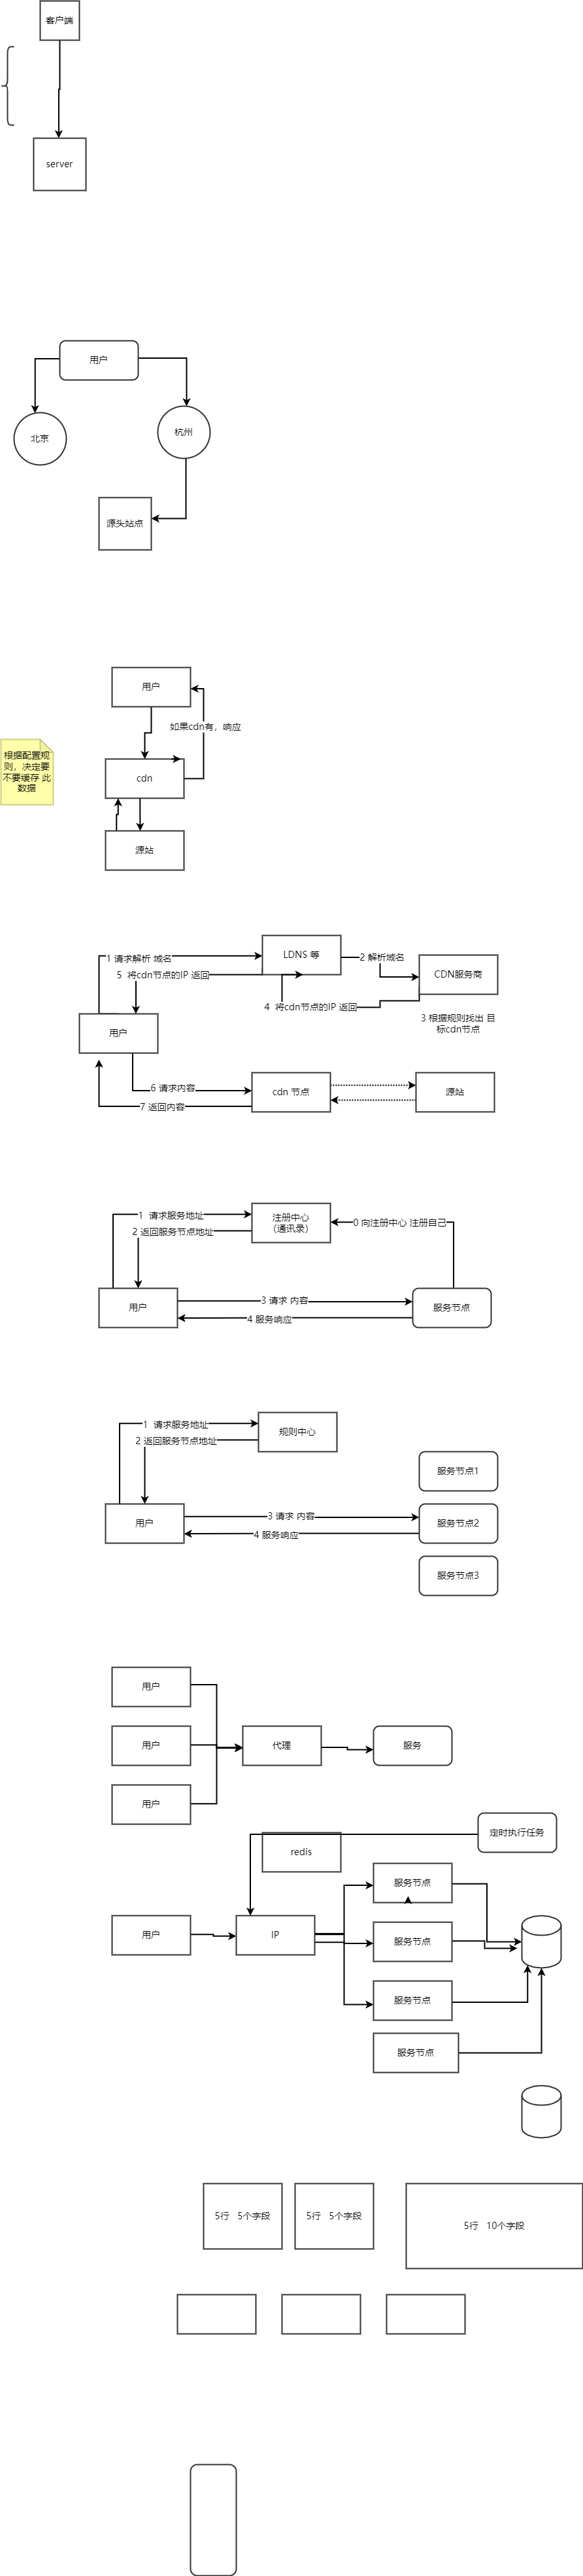 客户端
server
用户
北京
杭州
源头站点
用户
如果cdn有，响应
根据配置规
则，决定要
不要缓存 此
数据
cdn
源站
LDNS 等
1 请求解析 域名
2 解析域名
5 将cdn节点的IP 返回
CDN服务商
4 将cdn节点的IP 返回
3 根据规则找出 目
标cdn节点
用户
6 请求内容
cdn 节点
源站
7 返回内容
1 请求服务地址
注册中心
（通讯录）
0 向注册中心 注册自己
2 返回服务节点地址
3 请求 内容
用户
服务节点
4 服务响应
1 请求服务地址
规则中心
2 返回服务节点地址
服务节点1
3 请求 内容
用户
服务节点2
4 服务响应
服务节点3
用户
用户
代理
服务
用户
定时执行任务
redis
服务节点
用户
IP
服务节点
服务节点
服务节点
5行 5个字段
5行 5个字段
5行 10个字段